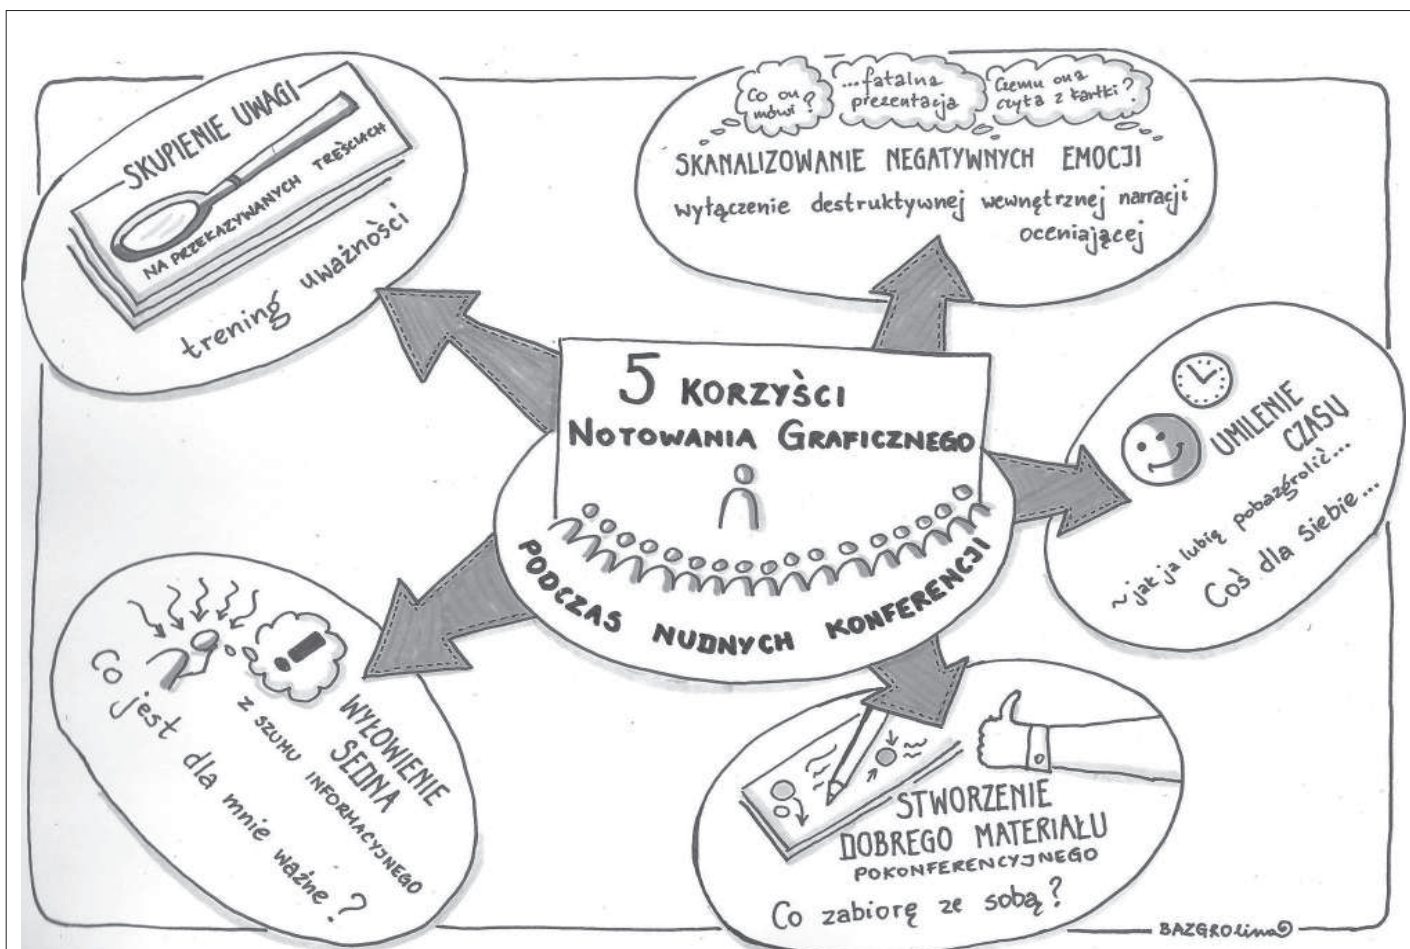 5 KORZYŚCI
NOTOWANIA GRAFICZNEGO
PODCZAS NUDNYCH KONFERENCJI
SKUPIENIE UWAGI
NA PRZEKAZYWANYCH TREŚCIACH
trening uważności
Co on mówi?
...fatalna prezentacja
Czemu ona czyta z kartki?
SKANALIZOWANIE NEGATYWNYCH EMOCJI
wyłączenie destruktywnej wewnętrznej narracji
oceniającej
UMILENIE
CZASU
~jak ja lubię pobazgrolić...
Coś dla siebie...
STWORZENIE
DOBREGO MATERIAŁU
POKONFERENCYJNEGO
Co zabiorę ze sobą?
!
WYŁOWIENIE
SEDNA
Z SZUMU INFORMACYJNEGO
Co jest dla mnie ważne?
BAZGROLina